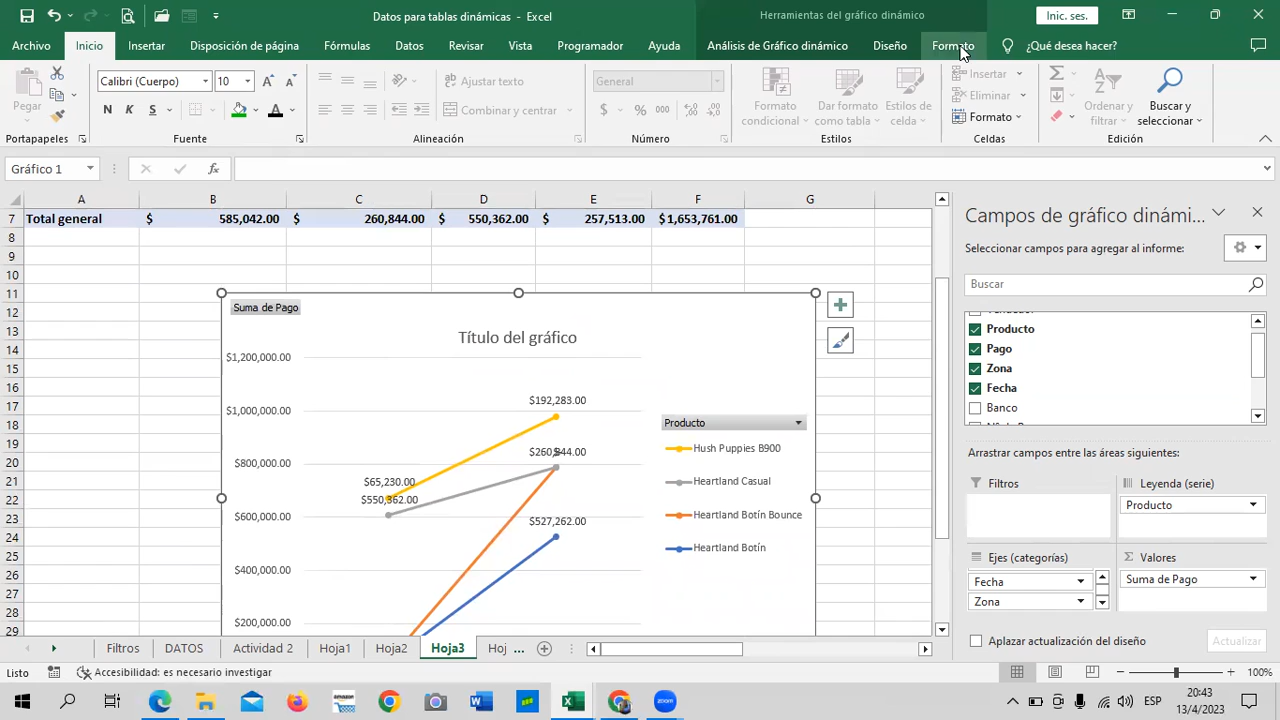 Datos para tablas dinámicas - Excel
Herramientas del gráfico dinámico
Inic. ses.
Archivo Inicio Insertar Disposición de página Fórmulas Datos Revisar Vista Programador Ayuda Análisis de Gráfico dinámico Diseño Formato ¿Qué desea hacer?
Pegar
Calibri (Cuerpo) 10
N K S
Ajustar texto
Combinar y centrar
General
$ % 000
Formato condicional
Dar formato como tabla
Estilos de celda
Insertar
Eliminar
Formato
Ordenar y filtrar
Buscar y seleccionar
Portapapeles Fuente Alineación Número Estilos Celdas Edición
Gráfico 1 fx
A B C D E F G
7 Total general $ 585,042.00 $ 260,844.00 $ 550,362.00 $ 257,513.00 $ 1,653,761.00
8
9
10
11
12
13
14
15
16
17
18
19
20
21
22
23
24
25
26
27
28
29
Suma de Pago
Título del gráfico
$1,200,000.00
$1,000,000.00
$800,000.00
$600,000.00
$400,000.00
$200,000.00
$192,283.00
$260,844.00
$65,230.00
$550,362.00
$527,262.00
Producto
Hush Puppies B900
Heartland Casual
Heartland Botín Bounce
Heartland Botín
Campos de gráfico dinámi...
Seleccionar campos para agregar al informe:
Buscar
Producto
Pago
Zona
Fecha
Banco
Arrastrar campos entre las áreas siguientes:
Filtros
Leyenda (serie)
Producto
Ejes (categorías)
Fecha
Zona
Σ Valores
Suma de Pago
Aplazar actualización del diseño
Actualizar
Filtros DATOS Actividad 2 Hoja1 Hoja2 Hoja3 Hoj ...
Listo
Accesibilidad: es necesario investigar
100%
zoom
ESP
20:43
13/4/2023